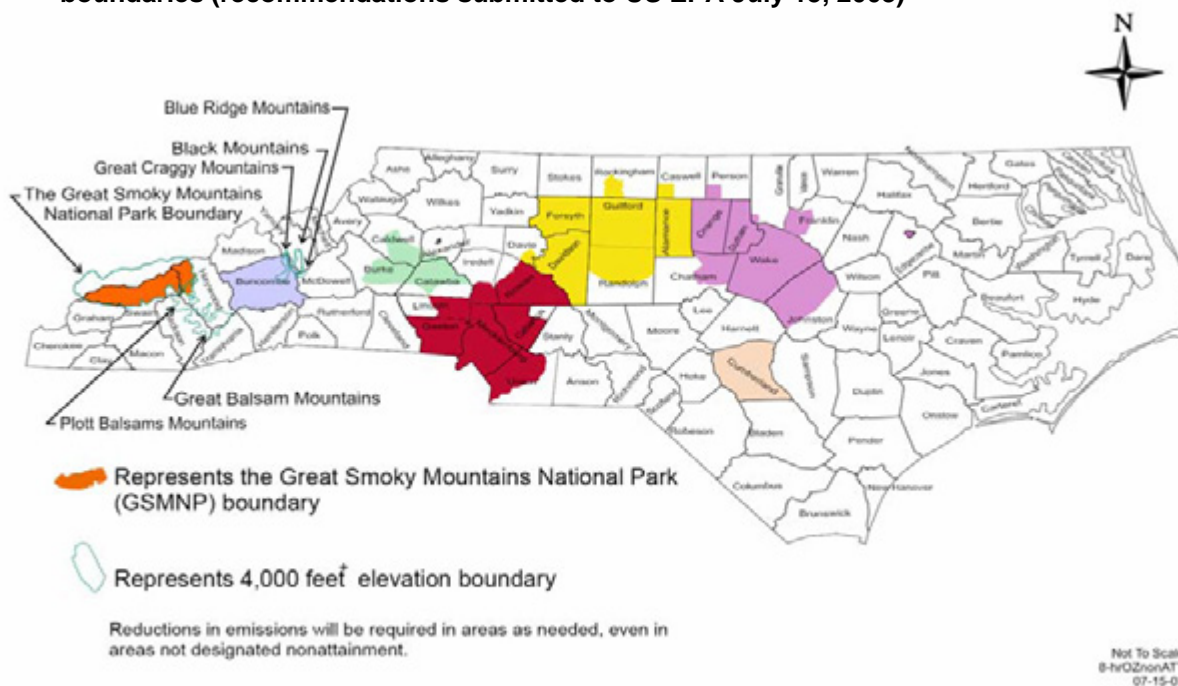 boundaries (recommendations submitted to US EPA July 15, 2003)
N
Blue Ridge Mountains
Black Mountains
Great Craggy Mountains
The Great Smoky Mountains
National Park Boundary
Ashe
Alleghany
Surry
Stokes
Rockingham
Caswell
Person
Granville
Vance
Warren
Halifax
Northampton
Gates
Hertford
Watauga
Wilkes
Yadkin
Forsyth
Guilford
Alamance
Orange
Durham
Franklin
Nash
Bertie
Avery
Madison
Caldwell
Alexander
Iredell
Davie
Davidson
Wake
Edgecombe
Martin
Tyrrell
Dare
Buncombe
McDowell
Burke
Catawba
Rowan
Randolph
Chatham
Wilson
Pitt
Beaufort
Hyde
Haywood
Swain
Graham
Rutherford
Lincoln
Lee
Johnston
Greene
Cherokee
Clay
Macon
Polk
Cleveland
Gaston
Stanly
Montgomery
Moore
Harnett
Wayne
Lenoir
Craven
Pamlico
Union
Anson
Richmond
Hoke
Cumberland
Sampson
Duplin
Jones
Carteret
Onslow
Robeson
Bladen
Pender
Columbus
New Hanover
Brunswick
Great Balsam Mountains
Plott Balsams Mountains
Represents the Great Smoky Mountains National Park
(GSMNP) boundary
Represents 4,000 feet‡ elevation boundary
Reductions in emissions will be required in areas as needed, even in
areas not designated nonattainment.
Not To Scal
8-hrOZnonAT
07-15-0